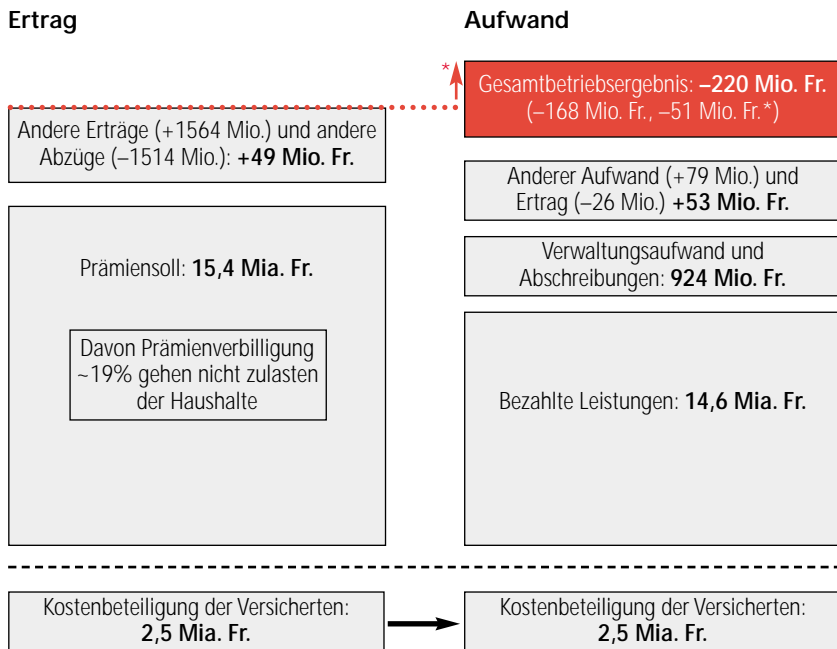 Ertrag
Andere Erträge (+1564 Mio.) und andere
Abzüge (–1514 Mio.): +49 Mio. Fr.
Prämiensoll: 15,4 Mia. Fr.
Davon Prämienverbilligung
~19% gehen nicht zulasten
der Haushalte
Kostenbeteiligung der Versicherten:
2,5 Mia. Fr.
Aufwand
*
Gesamtbetriebsergebnis: –220 Mio. Fr.
(–168 Mio. Fr., –51 Mio. Fr.*)
Anderer Aufwand (+79 Mio.) und
Ertrag (–26 Mio.) +53 Mio. Fr.
Verwaltungsaufwand und
Abschreibungen: 924 Mio. Fr.
Bezahlte Leistungen: 14,6 Mia. Fr.
Kostenbeteiligung der Versicherten:
2,5 Mia. Fr.